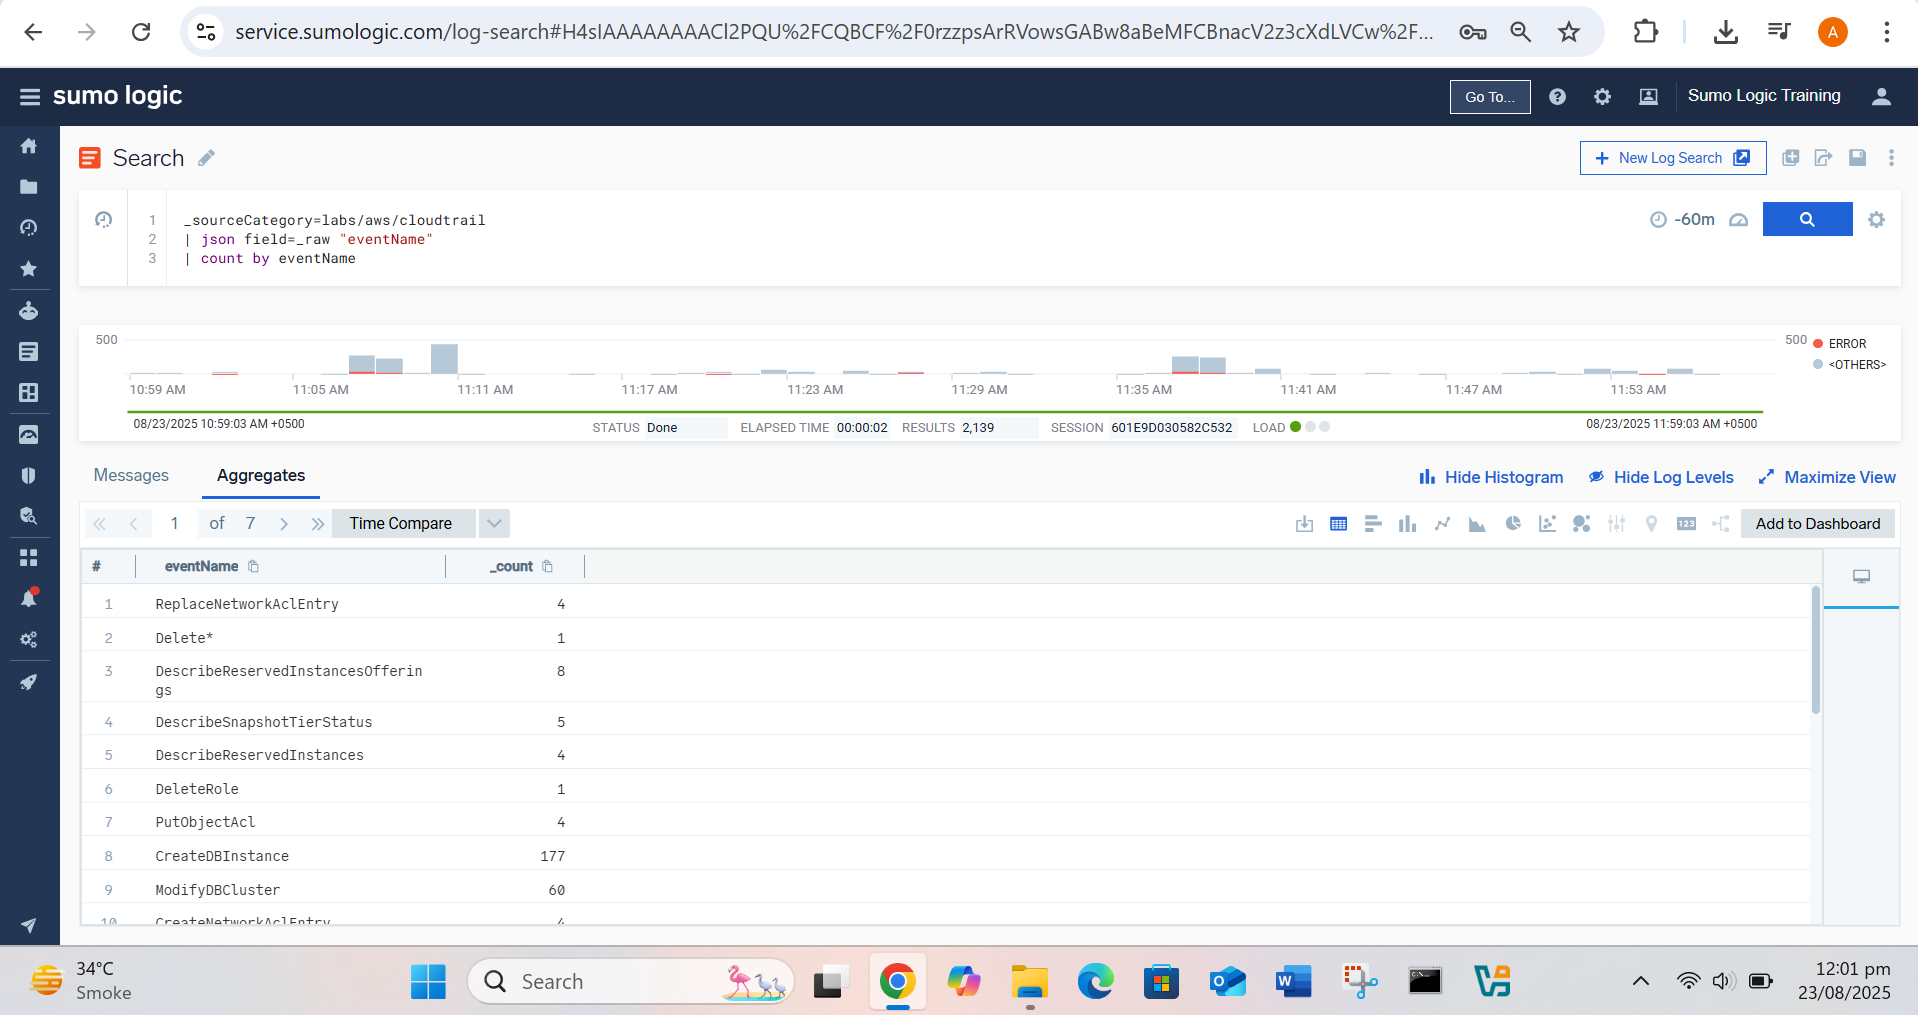 service.sumologic.com/log-search#H4sIAAAAAAAACl2PQU%2FCQBCF%2F0rzzpsArRVowsGABw8aBeMFCBnacV2z3cXdLVCw%2F...
A
sumo logic
Go To...
Sumo Logic Training
Search
+ New Log Search
1 _sourceCategory=labs/aws/cloudtrail
2 | json field=_raw "eventName"
3 | count by eventName
-60m
500
500
ERROR
<OTHERS>
10:59 AM 11:05 AM 11:11 AM 11:17 AM 11:23 AM 11:29 AM 11:35 AM 11:41 AM 11:47 AM 11:53 AM
08/23/2025 10:59:03 AM +0500
STATUS Done ELAPSED TIME 00:00:02 RESULTS 2,139 SESSION 601E9D030582C532 LOAD
08/23/2025 11:59:03 AM +0500
Messages Aggregates
Hide Histogram Hide Log Levels Maximize View
1 of 7 Time Compare
123
Add to Dashboard
# eventName _count
1 ReplaceNetworkAclEntry 4
2 Delete* 1
3 DescribeReservedInstancesOfferin
gs 8
4 DescribeSnapshotTierStatus 5
5 DescribeReservedInstances 4
6 DeleteRole 1
7 PutObjectAcl 4
8 CreateDBInstance 177
9 ModifyDBCluster 60
10 CreateNetworkAclEntry 4
34°C
Smoke
Search
12:01 pm
23/08/2025